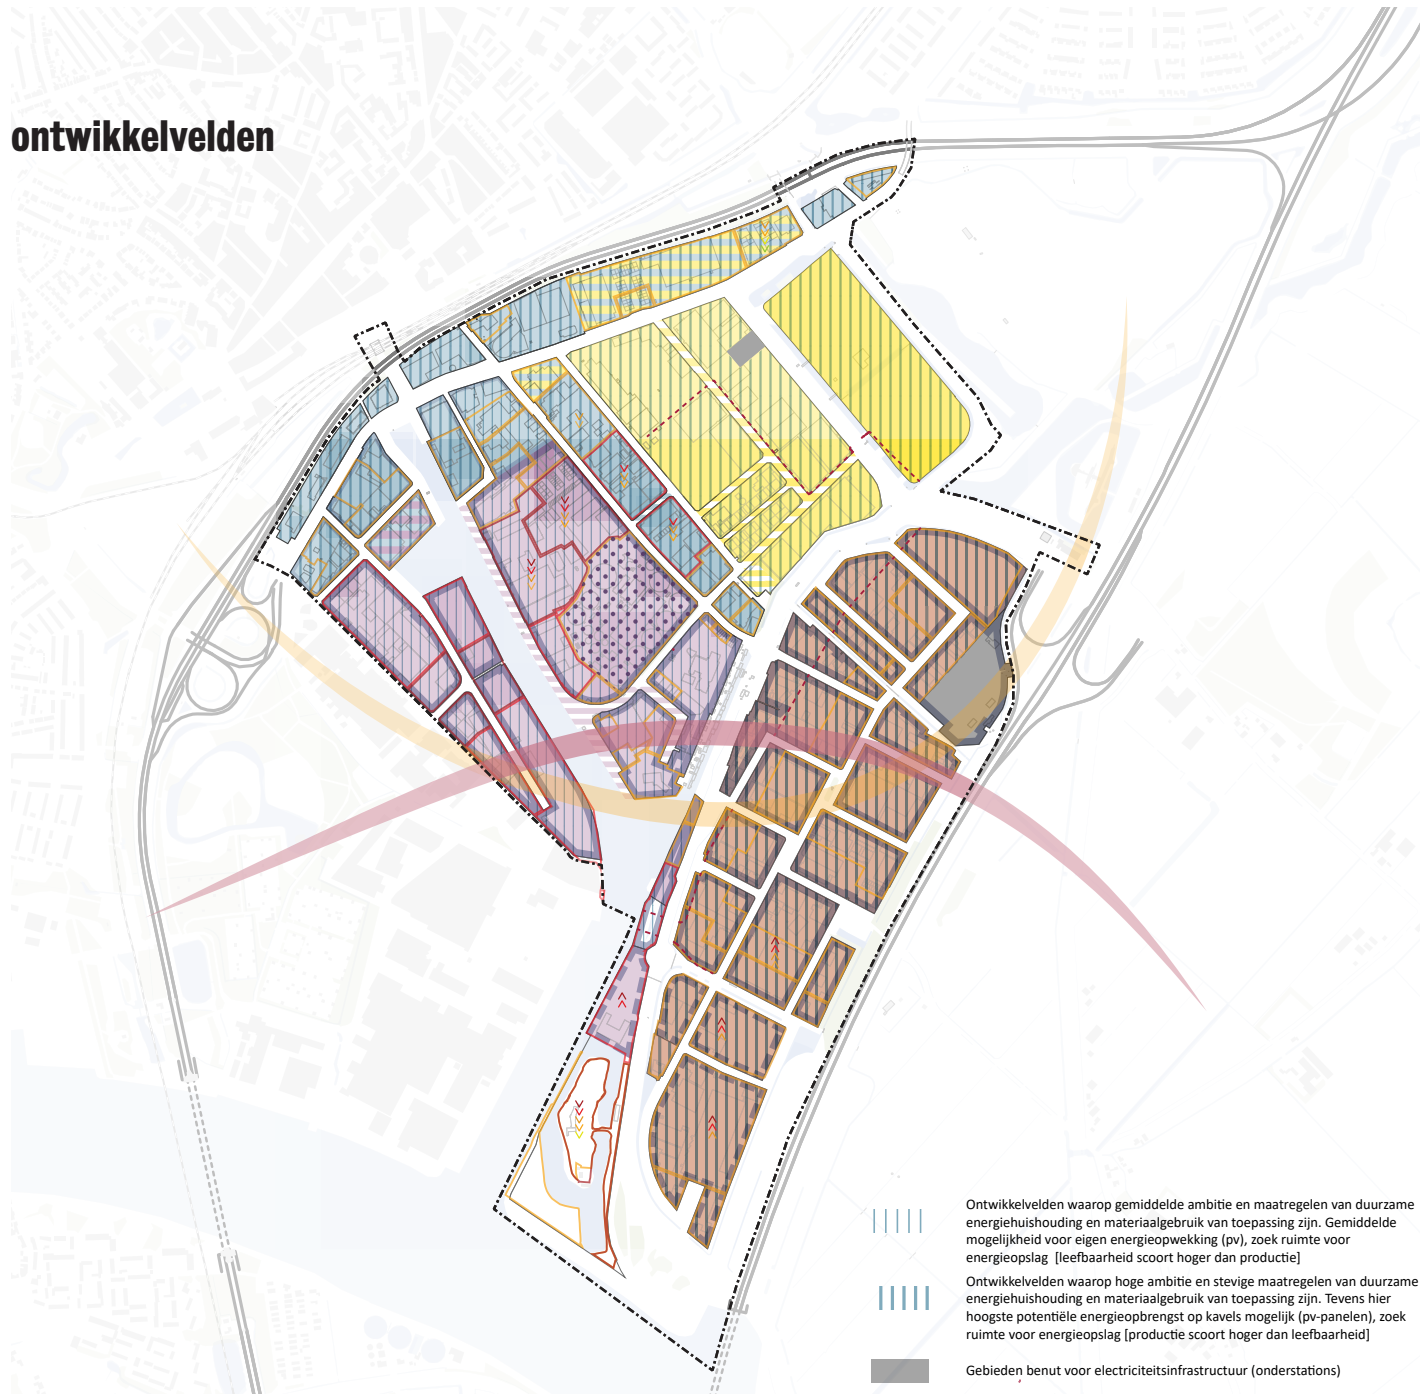 ontwikkelvelden
Ontwikkelvelden waarop gemiddelde ambitie en maatregelen van duurzame
energiehuishouding en materiaalgebruik van toepassing zijn. Gemiddelde
mogelijkheid voor eigen energieopwekking (pv), zoek ruimte voor
energieopslag [leefbaarheid scoort hoger dan productie]
Ontwikkelvelden waarop hoge ambitie en stevige maatregelen van duurzame
energiehuishouding en materiaalgebruik van toepassing zijn. Tevens hier
hoogste potentiële energieopbrengst op kavels mogelijk (pv-panelen), zoek
ruimte voor energieopslag [productie scoort hoger dan leefbaarheid]
Gebieden benut voor electriciteitsinfrastructuur (onderstations)